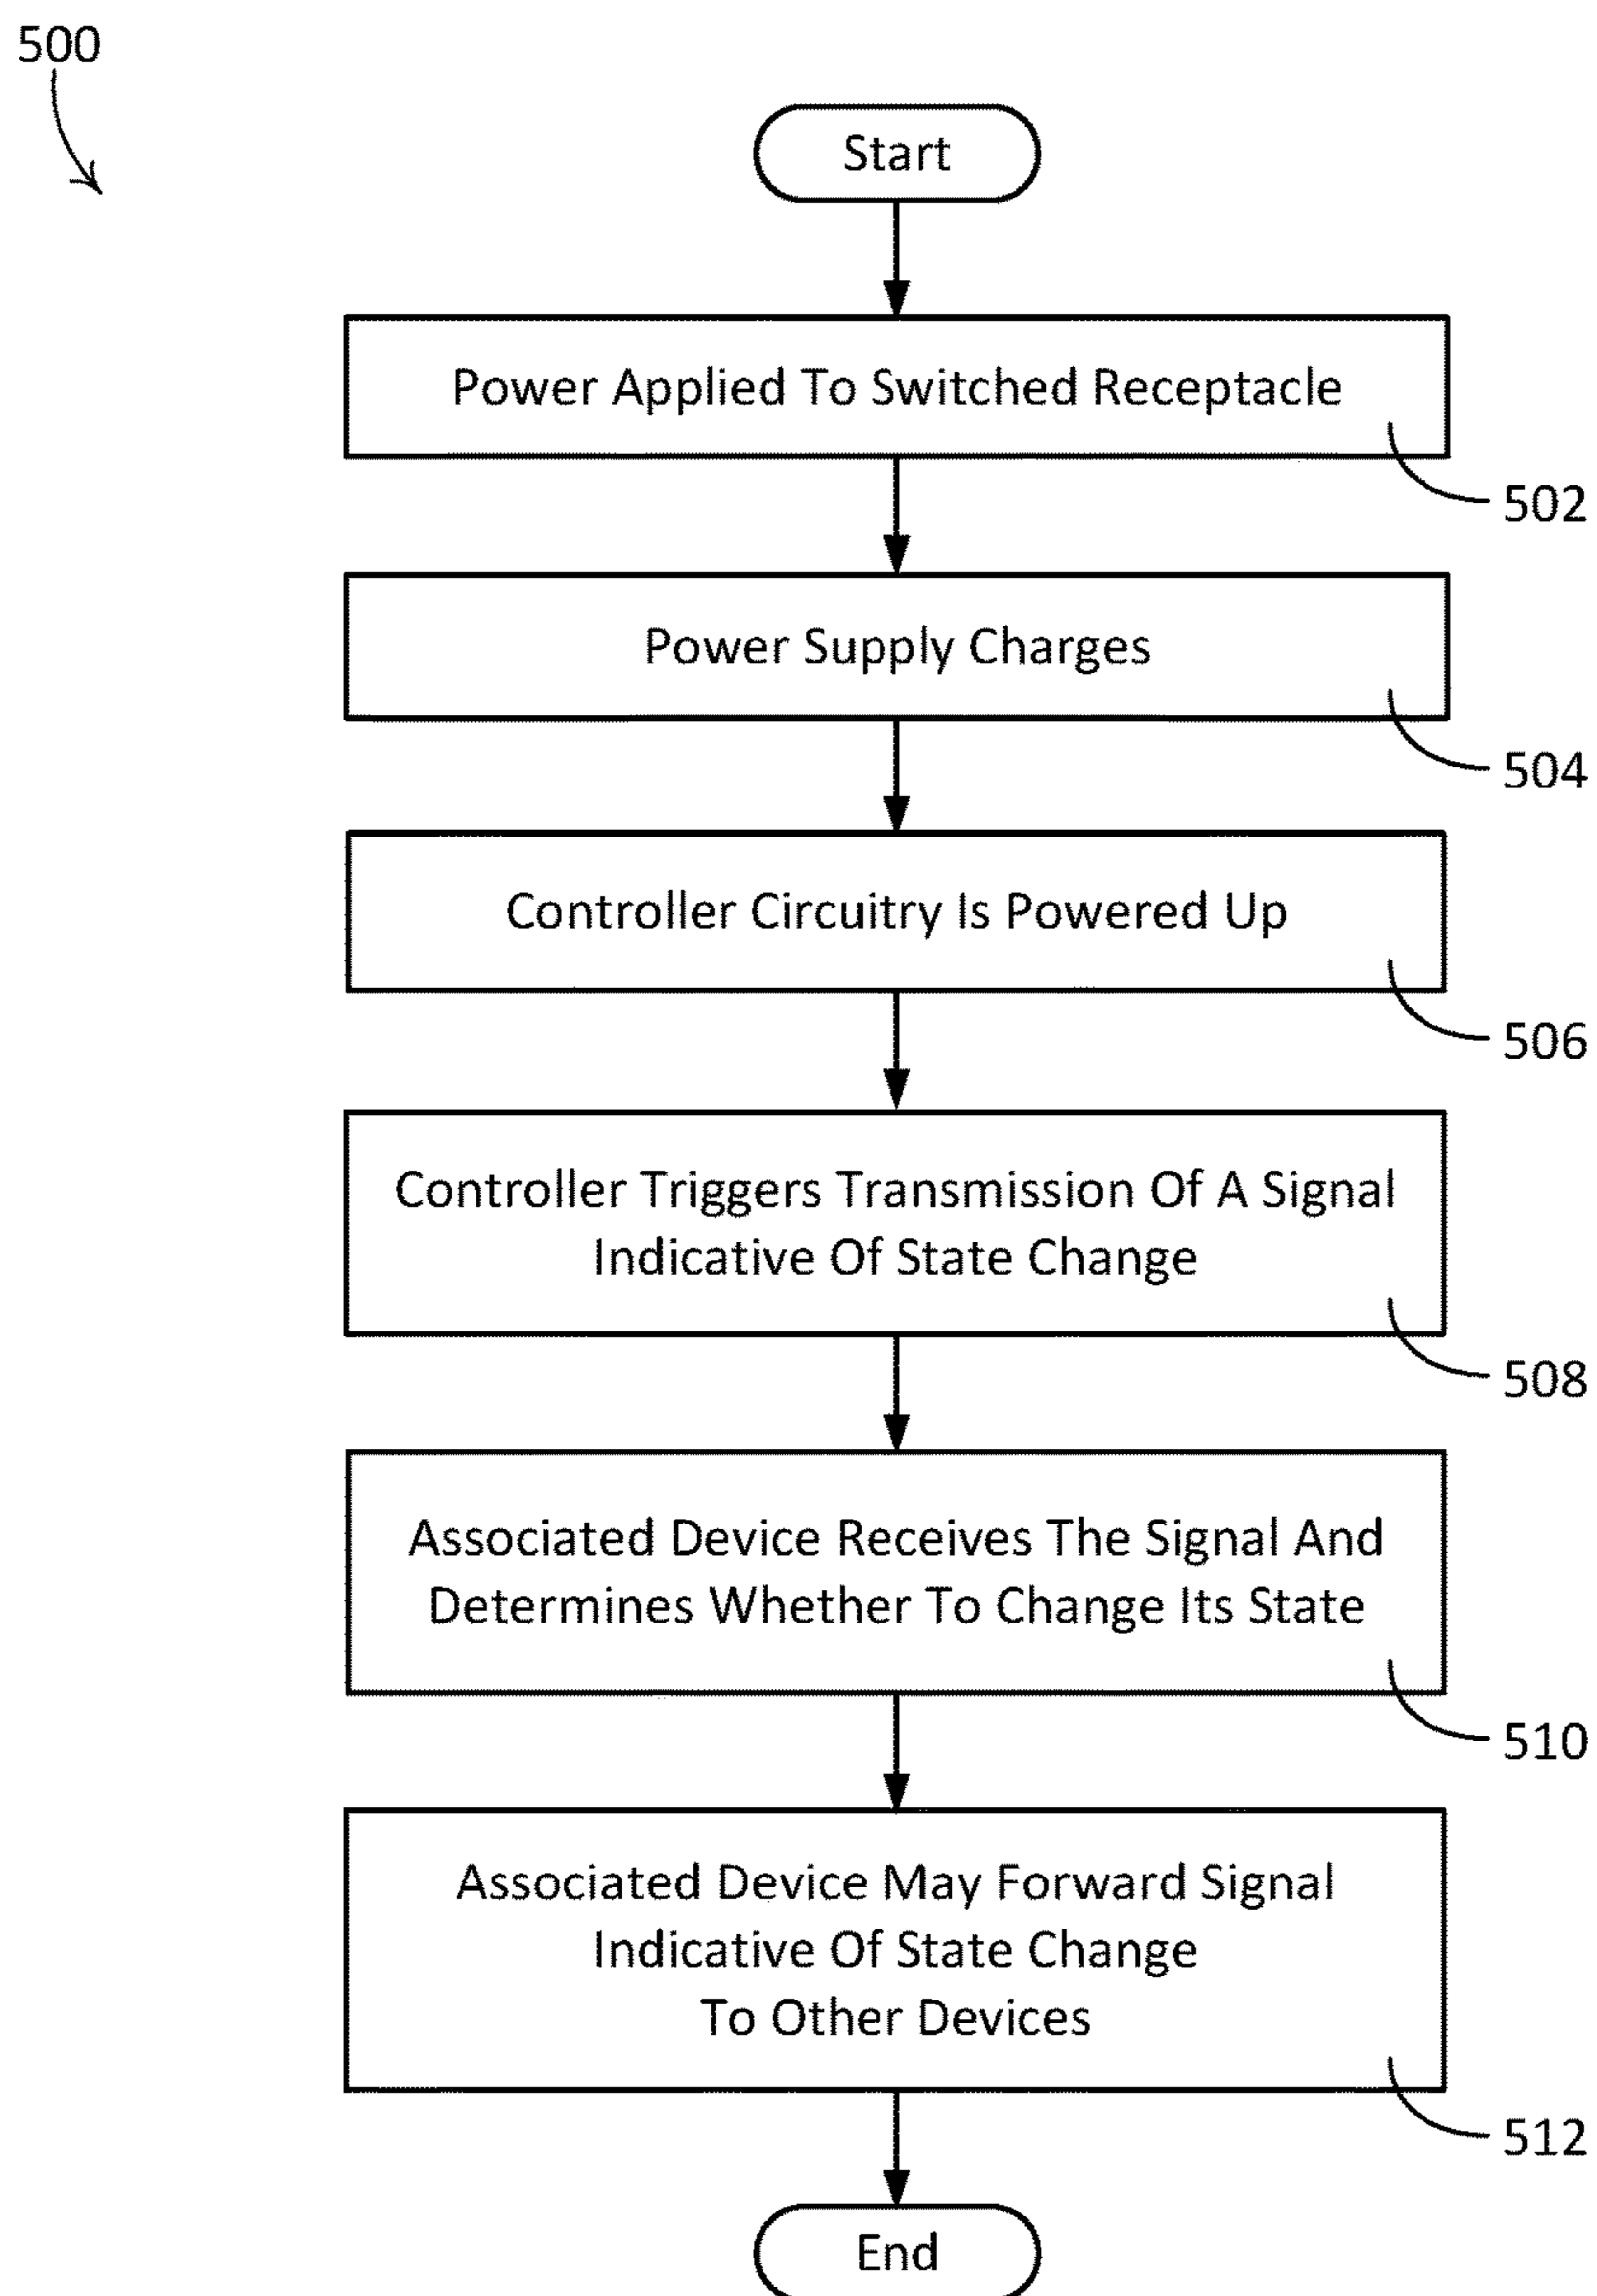 500
Start
Power Applied To Switched Receptacle
502
Power Supply Charges
504
Controller Circuitry Is Powered Up
506
Controller Triggers Transmission Of A Signal
Indicative Of State Change
508
Associated Device Receives The Signal And
Determines Whether To Change Its State
510
Associated Device May Forward Signal
Indicative Of State Change
To Other Devices
512
End